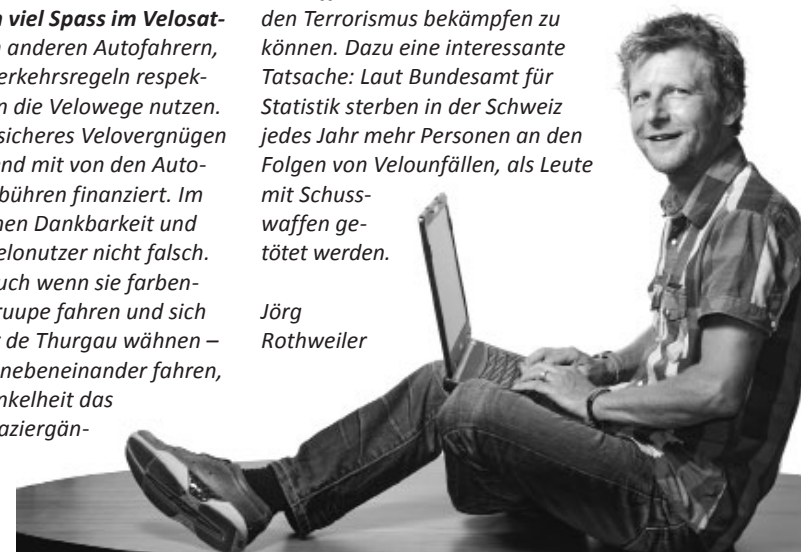 viel Spass im Velosat-
anderen Autofahrern,
erkehrsregeln respek-
n die Velowege nutzen.
sicheres Velovergnügen
end mit von den Auto-
bühren finanziert. Im
nen Dankbarkeit und
elonutzer nicht falsch.
uch wenn sie farben-
ruupe fahren und sich
de Thurgau wähnen –
nebeneinander fahren,
nkelheit das
aziergän-
den Terrorismus bekämpfen zu
können. Dazu eine interessante
Tatsache: Laut Bundesamt für
Statistik sterben in der Schweiz
jedes Jahr mehr Personen an den
Folgen von Velounfällen, als Leute
mit Schuss-
waffen ge-
tötet werden.
Jörg
Rothweiler